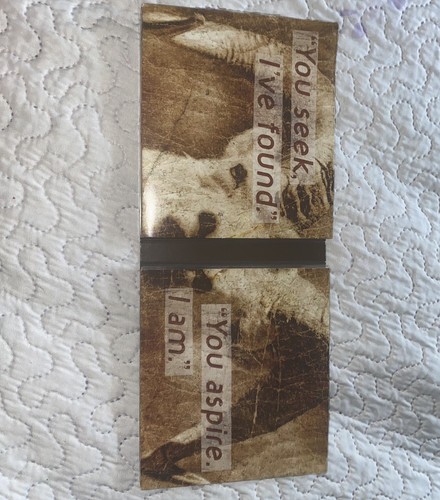 "You seek,
I've found."
"You aspire.
I am."